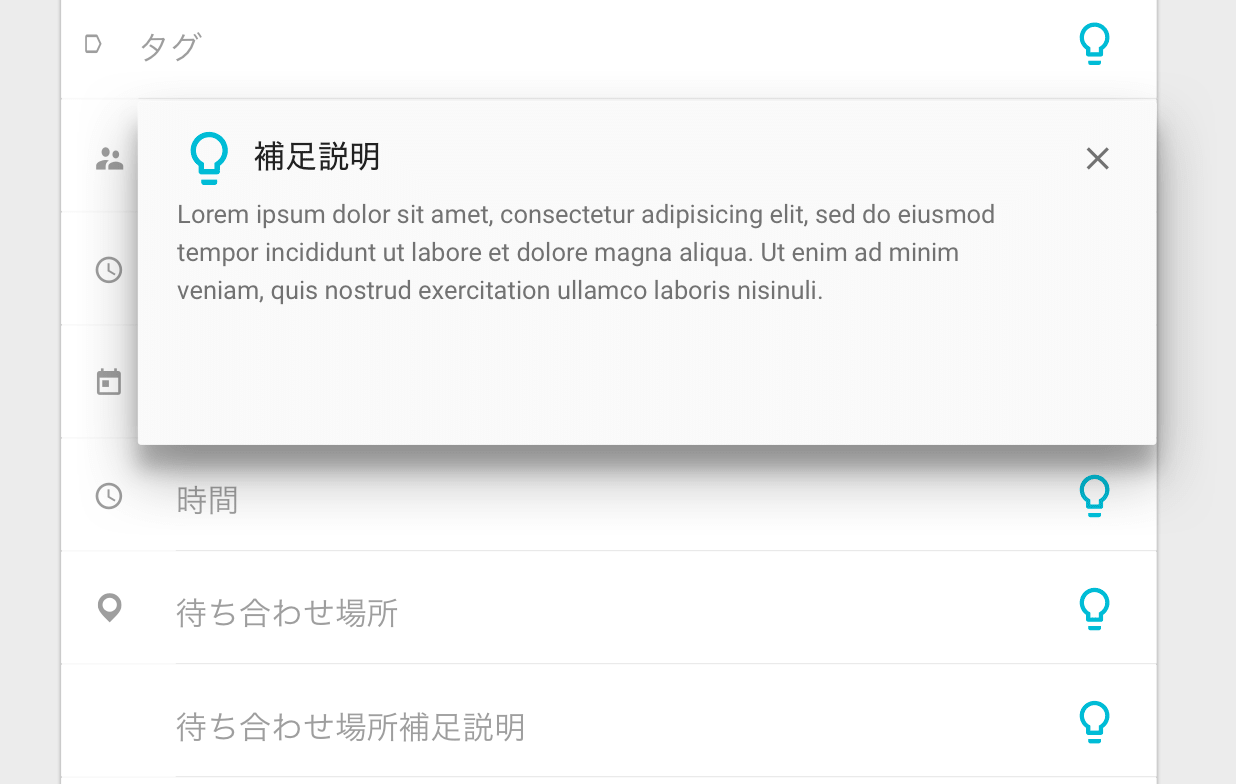 タグ
補足説明
Lorem ipsum dolor sit amet, consectetur adipisicing elit, sed do eiusmod
tempor incididunt ut labore et dolore magna aliqua. Ut enim ad minim
veniam, quis nostrud exercitation ullamco laboris nisinuli.
時間
待ち合わせ場所
待ち合わせ場所補足説明